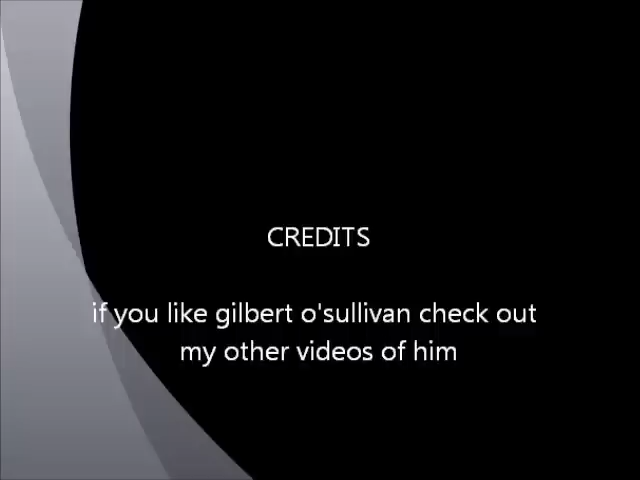 CREDITS
if you like gilbert o'sullivan check out
my other videos of him